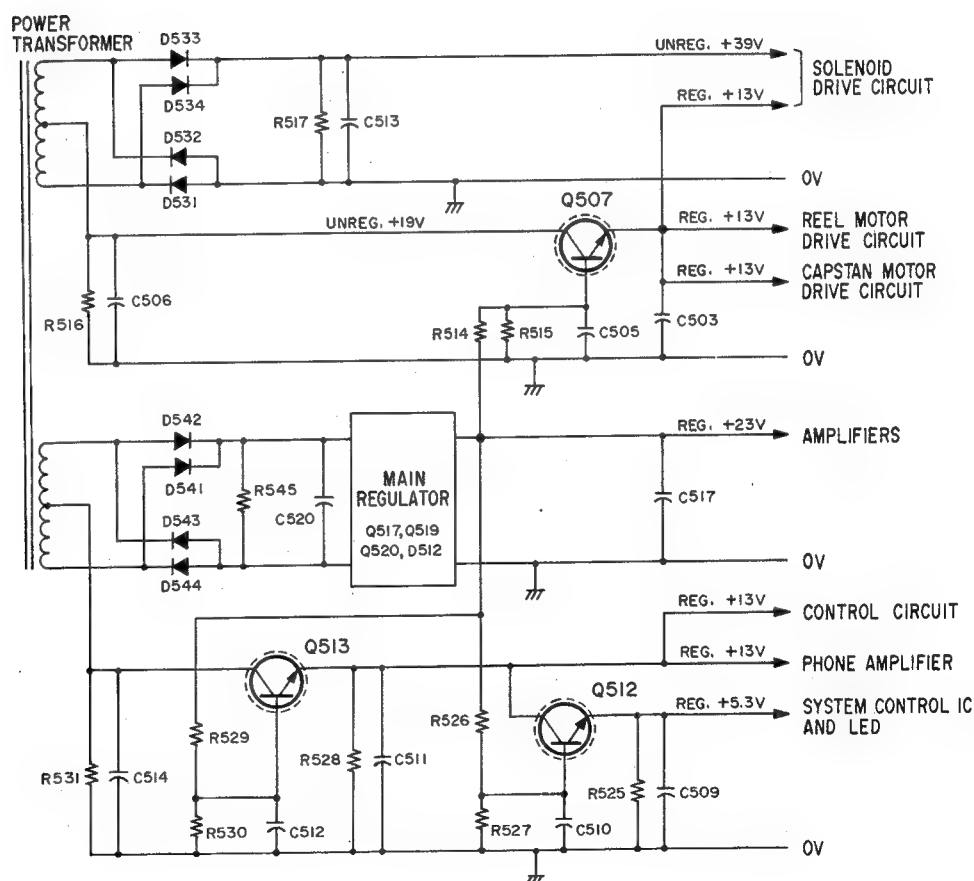 POWER
TRANSFORMER
D533
UNREG. +39V
SOLENOID
DRIVE CIRCUIT
D534
REG. +13V
R517
C513
D532
D531
0V
Q507
UNREG. +19V
REG. +13V
REEL MOTOR
DRIVE CIRCUIT
REG. +13V
CAPSTAN MOTOR
DRIVE CIRCUIT
C506
R516
R514
R515
C505
C503
0V
D542
REG. +23V
AMPLIFIERS
D541
R545
C520
MAIN
REGULATOR
Q517, Q519
Q520, D512
C517
D543
D544
0V
REG. +13V
CONTROL CIRCUIT
Q513
REG. +13V
PHONE AMPLIFIER
Q512
REG. +5.3V
SYSTEM CONTROL IC
AND LED
R526
R529
R528
C511
R531
C514
R525
C509
R530
C512
R527
C510
0V